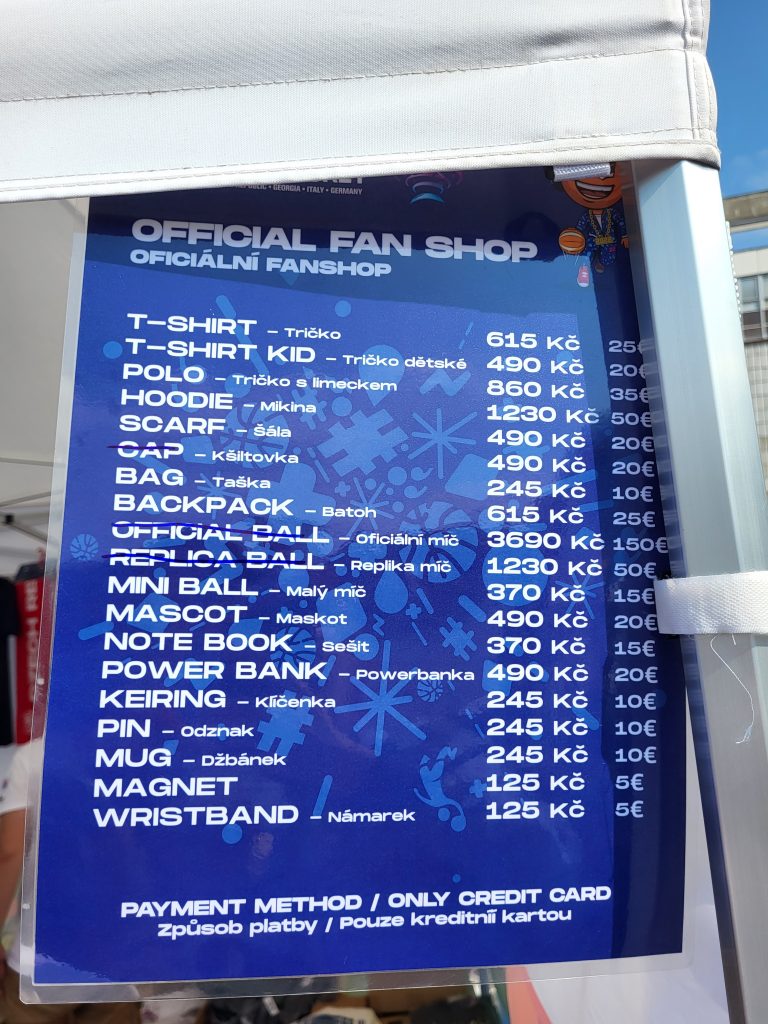 REPUBLIC • GEORGIA • ITALY • GERMANY
OFFICIAL FAN SHOP
OFICIÁLNÍ FANSHOP
T-SHIRT – Tričko 615 Kč 25€
T-SHIRT KID – Tričko dětské 490 Kč 20€
POLO – Tričko s limeckem 860 Kč 35€
HOODIE – Mikina 1230 Kč 50€
SCARF – Šála 490 Kč 20€
CAP – Kšiltovka 490 Kč 20€
BAG – Taška 245 Kč 10€
BACKPACK – Batoh 615 Kč 25€
OFFICIAL BALL – Oficiální míč 3690 Kč 150€
REPLICA BALL – Replika míč 1230 Kč 50€
MINI BALL – Malý míč 370 Kč 15€
MASCOT – Maskot 490 Kč 20€
NOTE BOOK – Sešit 370 Kč 15€
POWER BANK – Powerbanka 490 Kč 20€
KEIRING – Klíčenka 245 Kč 10€
PIN – Odznak 245 Kč 10€
MUG – Džbánek 245 Kč 10€
MAGNET 125 Kč 5€
WRISTBAND – Námarek 125 Kč 5€
PAYMENT METHOD / ONLY CREDIT CARD
Způsob platby / Pouze kreditníí kartou